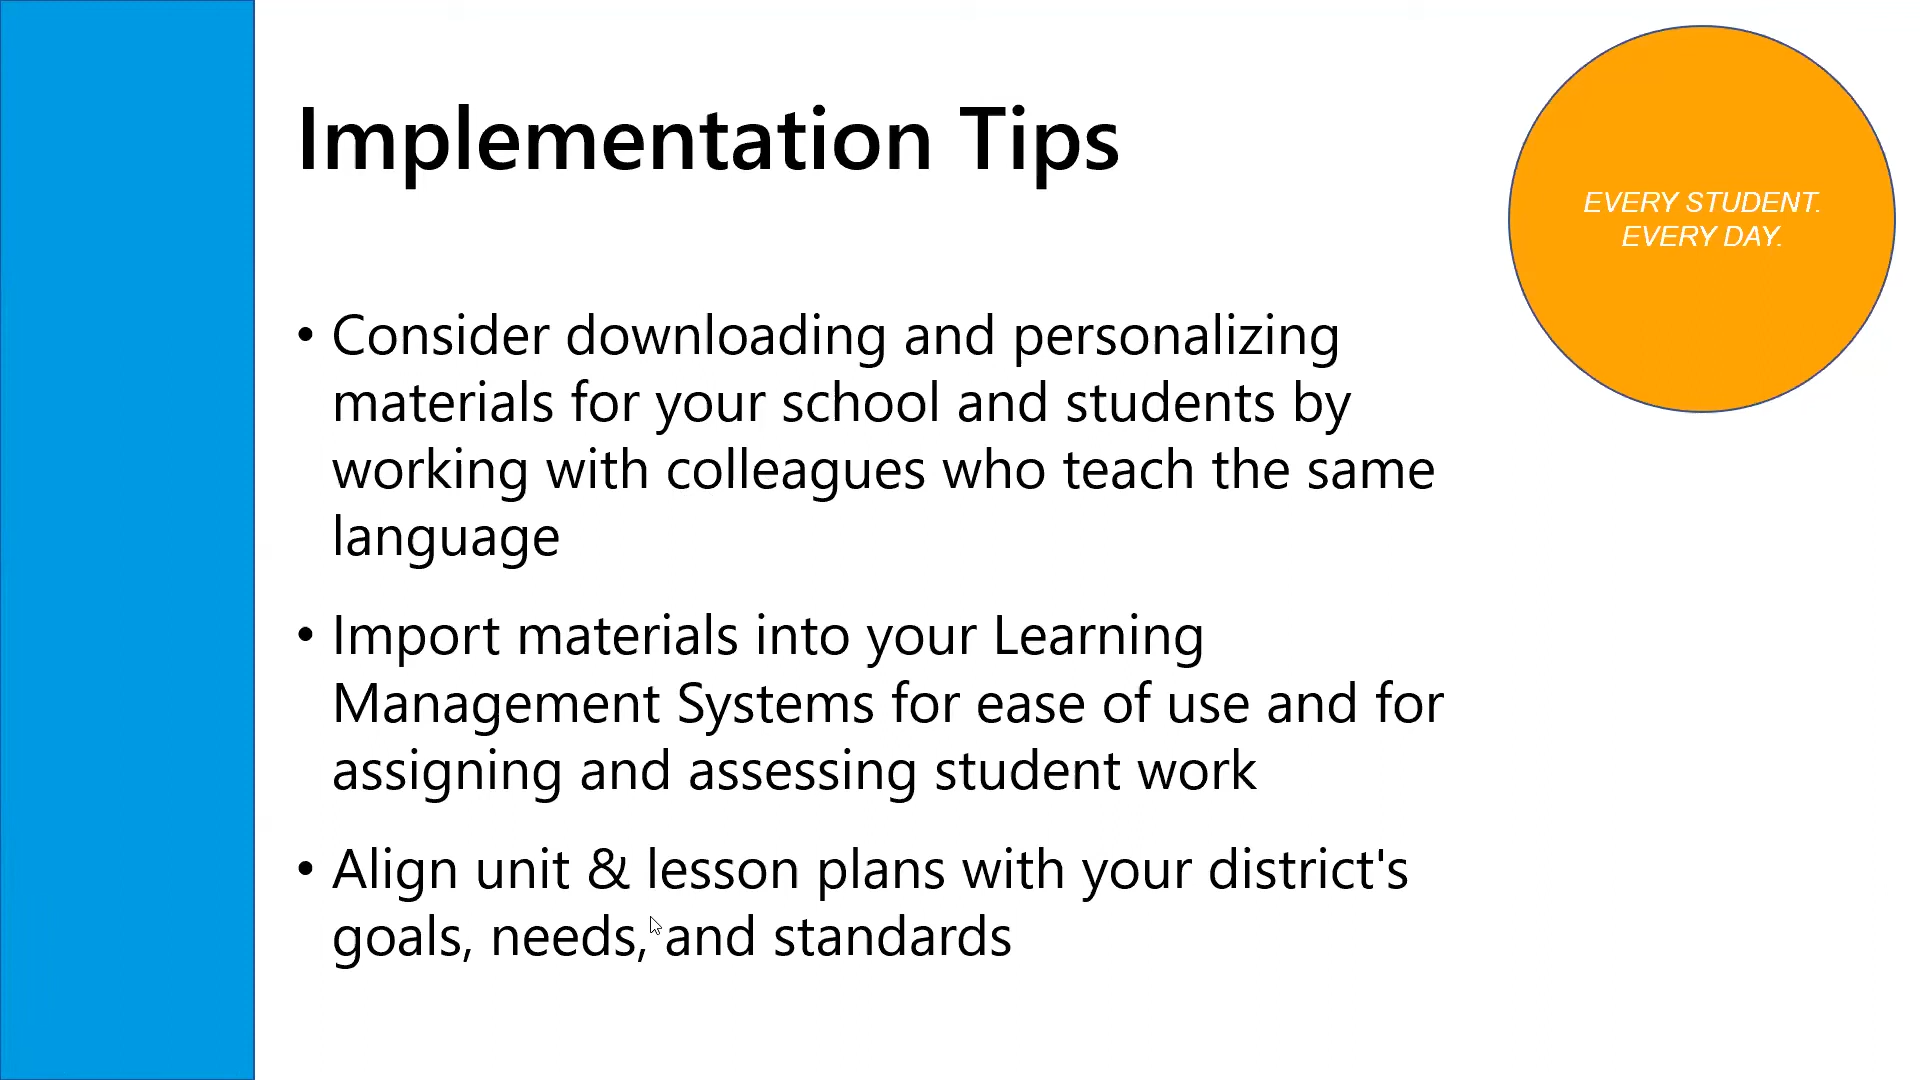 Implementation Tips
EVERY STUDENT.
EVERY DAY.
• Consider downloading and personalizing
materials for your school and students by
working with colleagues who teach the same
language
• Import materials into your Learning
Management Systems for ease of use and for
assigning and assessing student work
• Align unit & lesson plans with your district's
goals, needs, and standards